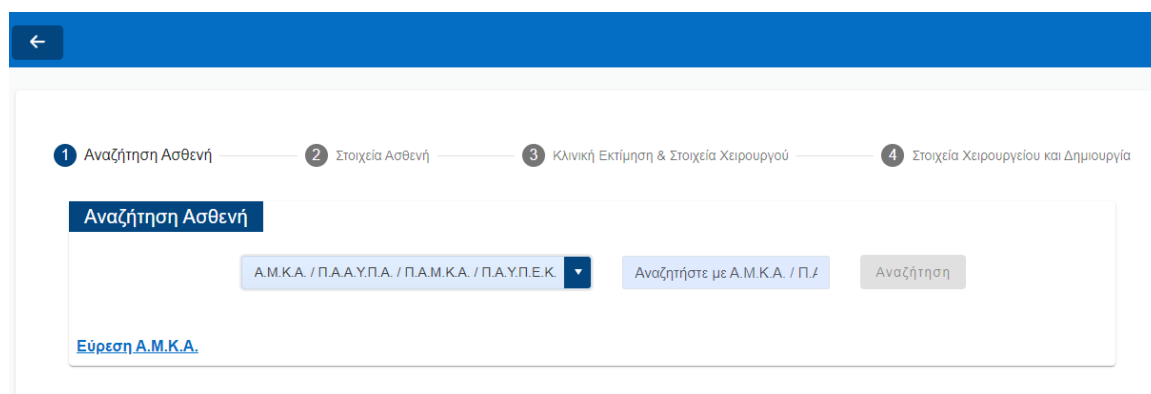 1 Αναζήτηση Ασθενή 2 Στοιχεία Ασθενή 3 Κλινική Εκτίμηση & Στοιχεία Χειρουργού 4 Στοιχεία Χειρουργείου και Δημιουργία
Αναζήτηση Ασθενή
Α.Μ.Κ.Α. / Π.Α.Α.Υ.Π.Α. / Π.Α.Μ.Κ.Α. / Π.Α.Υ.Π.Ε.Κ. Αναζητήστε με Α.Μ.Κ.Α. / Π.Α Αναζήτηση
Εύρεση Α.Μ.Κ.Α.